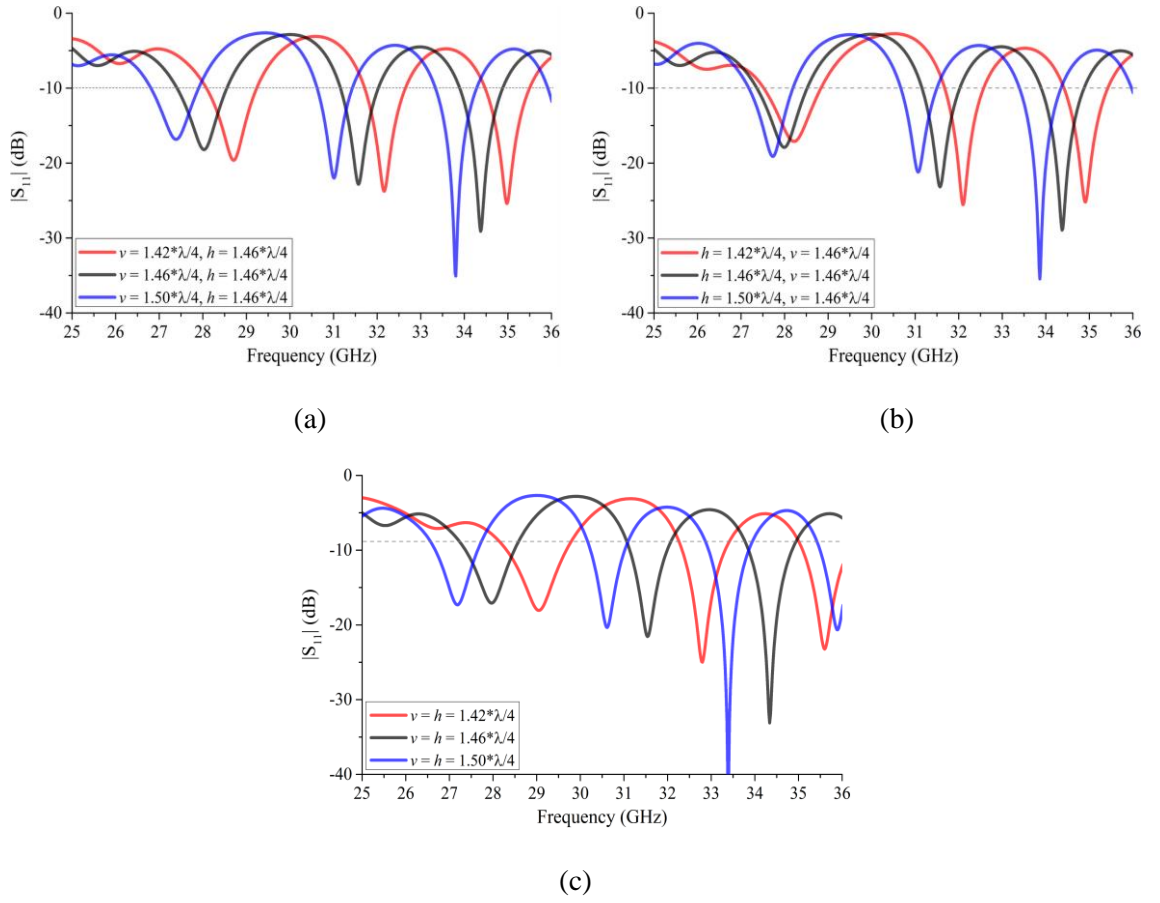 0
-10
-20
-30
-40
|S₁₁| (dB)
v = 1.42*λ/4, h = 1.46*λ/4
v = 1.46*λ/4, h = 1.46*λ/4
v = 1.50*λ/4, h = 1.46*λ/4
25 26 27 28 29 30 31 32 33 34 35 36
Frequency (GHz)
(a)
0
-10
-20
-30
-40
|S₁₁| (dB)
h = 1.42*λ/4, v = 1.46*λ/4
h = 1.46*λ/4, v = 1.46*λ/4
h = 1.50*λ/4, v = 1.46*λ/4
25 26 27 28 29 30 31 32 33 34 35 36
Frequency (GHz)
(b)
0
-10
-20
-30
-40
|S₁₁| (dB)
v = h = 1.42*λ/4
v = h = 1.46*λ/4
v = h = 1.50*λ/4
25 26 27 28 29 30 31 32 33 34 35 36
Frequency (GHz)
(c)